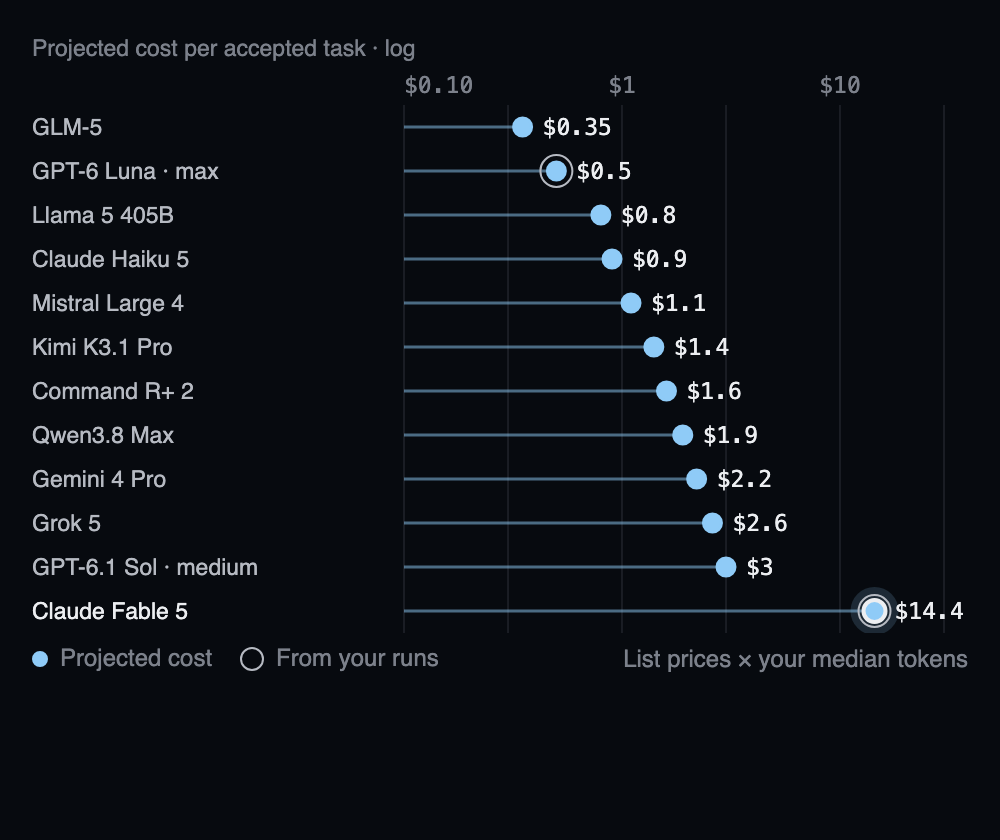 Projected cost per accepted task · log
$0.10 $1 $10
GLM-5 $0.35
GPT-6 Luna · max $0.5
Llama 5 405B $0.8
Claude Haiku 5 $0.9
Mistral Large 4 $1.1
Kimi K3.1 Pro $1.4
Command R+ 2 $1.6
Qwen3.8 Max $1.9
Gemini 4 Pro $2.2
Grok 5 $2.6
GPT-6.1 Sol · medium $3
Claude Fable 5 $14.4
Projected cost From your runs List prices × your median tokens